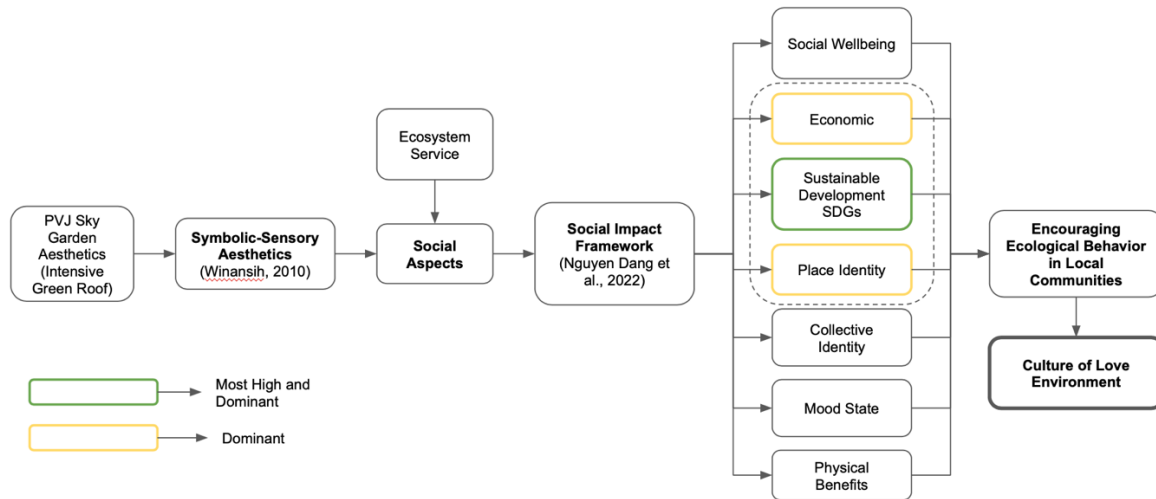 PVJ Sky
Garden
Aesthetics
(Intensive
Green Roof)
Symbolic-Sensory
Aesthetics
(Winansih, 2010)
Ecosystem
Service
Social
Aspects
Social Impact
Framework
(Nguyen Dang et
al., 2022)
Social Wellbeing
Economic
Sustainable
Development
SDGs
Place Identity
Collective
Identity
Mood State
Physical
Benefits
Encouraging
Ecological Behavior
in Local
Communities
Culture of Love
Environment
Most High and
Dominant
Dominant